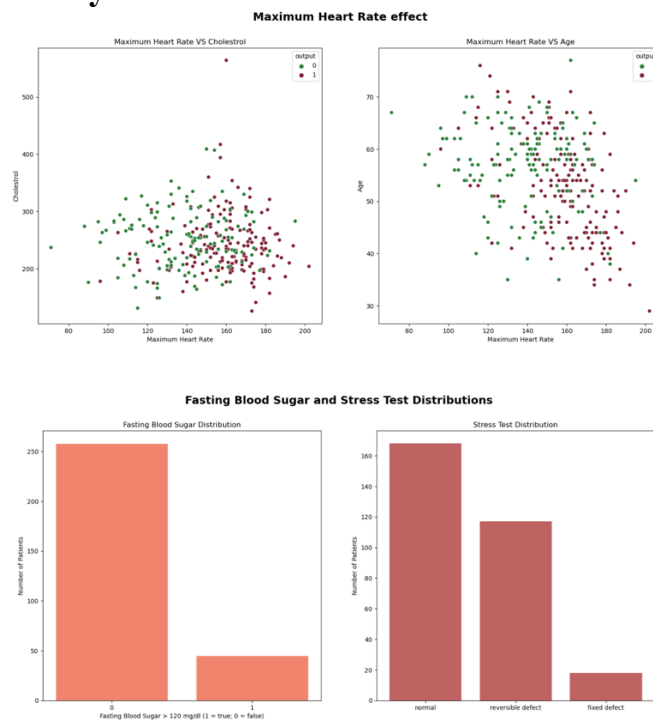 Maximum Heart Rate effect
Maximum Heart Rate VS Cholestrol
output
0
1
500
400
300
200
Cholestrol
80 100 120 140 160 180 200
Maximum Heart Rate
Maximum Heart Rate VS Age
output
0
1
70
60
50
40
30
Age
80 100 120 140 160 180 200
Maximum Heart Rate
Fasting Blood Sugar and Stress Test Distributions
Fasting Blood Sugar Distribution
250
200
150
100
50
0
Number of Patients
0 1
Fasting Blood Sugar > 120 mg/dl (1 = true; 0 = false)
Stress Test Distribution
160
140
120
100
80
60
40
20
0
Number of Patients
normal reversible defect fixed defect